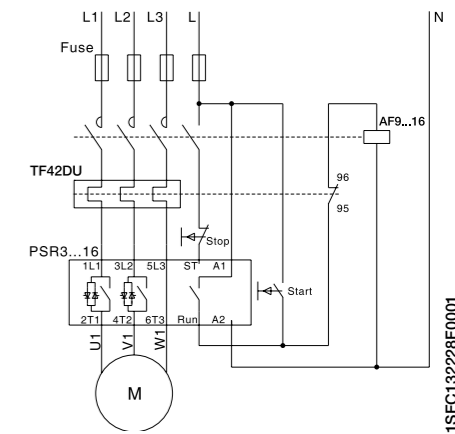 L1 L2 L3 L N
Fuse
AF9...16
TF42DU
96
95
Stop
PSR3...16
1L1 3L2 5L3 ST A1
Start
2T1 4T2 6T3 Run A2
U1 V1 W1
M
1SFC132228F0001